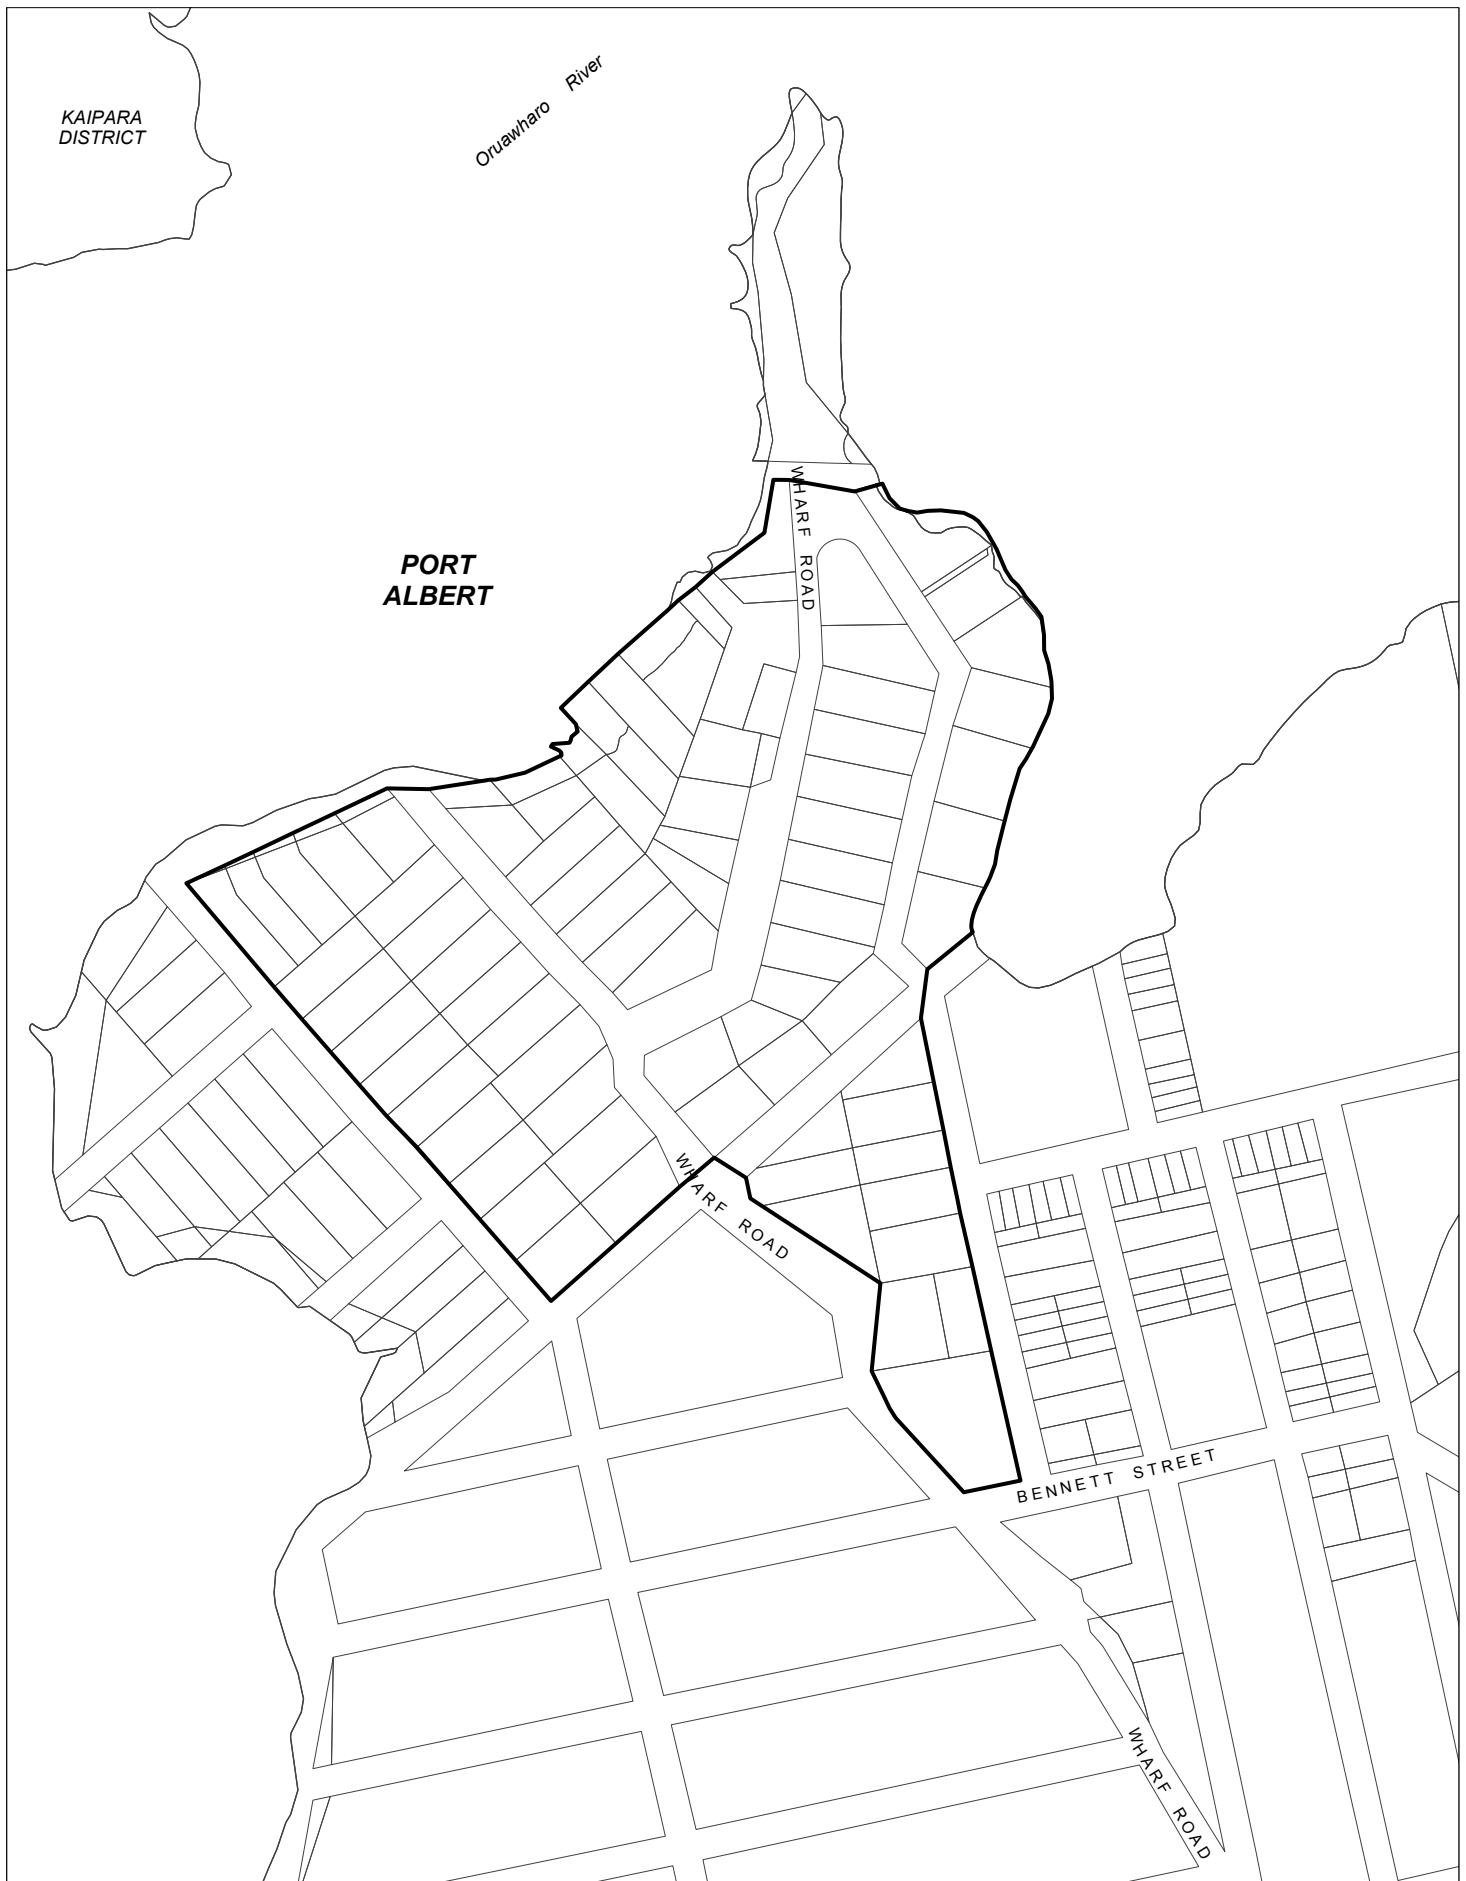 KAIPARA
DISTRICT
Oruawharo River
WHARF ROAD
PORT
ALBERT
WHARF ROAD
BENNETT STREET
WHARF ROAD